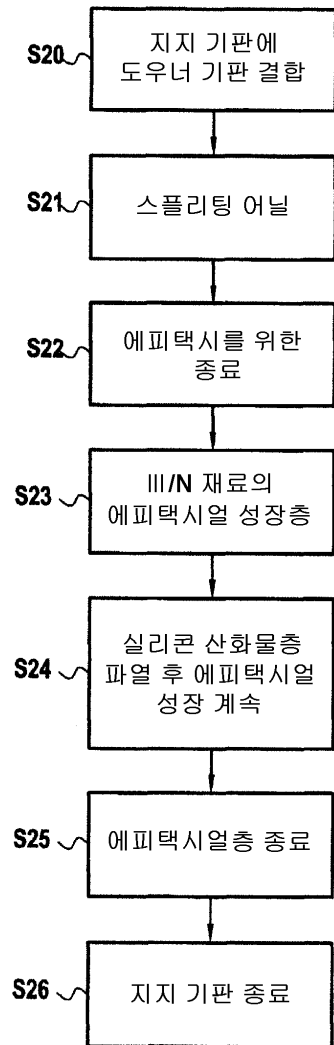 S20
지지 기판에
도우너 기판 결합
S21
스플리팅 어닐
S22
에피택시를 위한
종료
S23
III/N 재료의
에피택시얼 성장층
S24
실리콘 산화물층
파열 후 에피택시얼
성장 계속
S25
에피택시얼층 종료
S26
지지 기판 종료